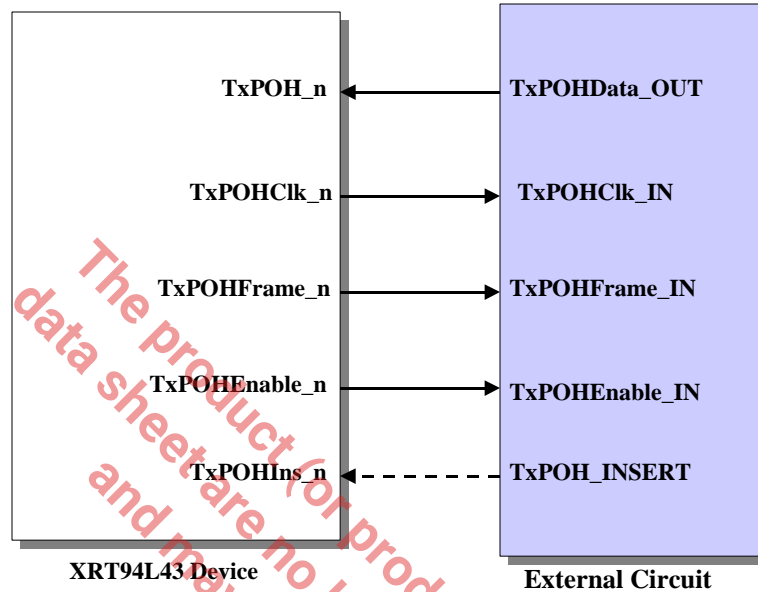 TxPOH_n
TxPOHData_OUT
TxPOHClk_n
TxPOHClk_IN
TxPOHFrame_n
TxPOHFrame_IN
TxPOHEnable_n
TxPOHEnable_IN
TxPOHIns_n
TxPOH_INSERT
XRT94L43 Device
External Circuit
The product (or prod
data sheet are no
and may